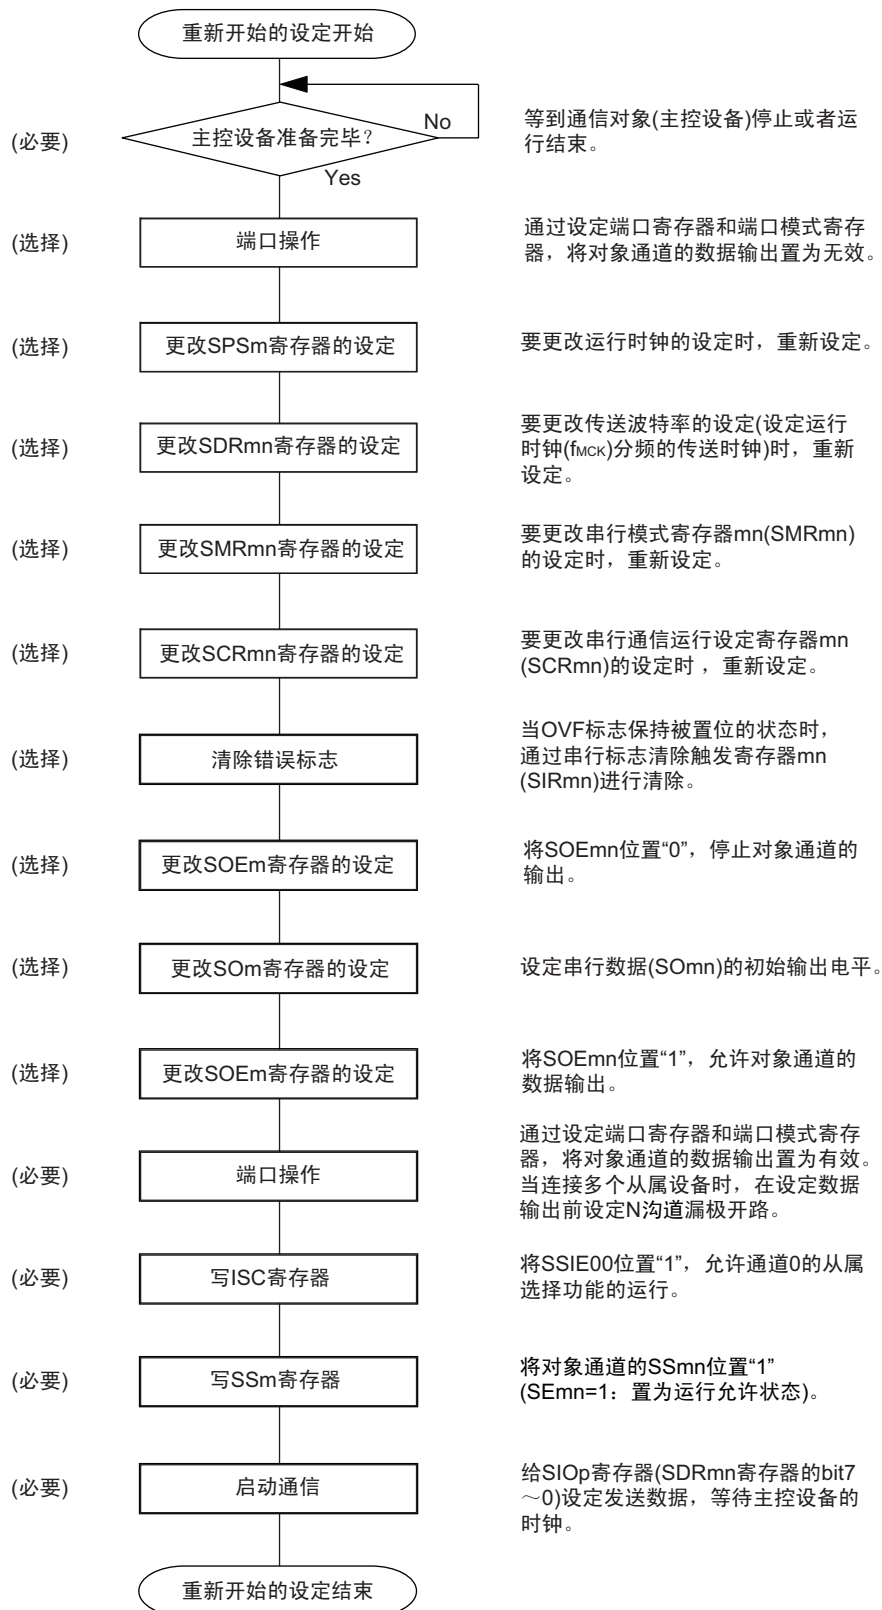 重新开始的设定开始
No
(必要)
主控设备准备完毕？
等到通信对象(主控设备)停止或者运
行结束。
Yes
(选择)
端口操作
通过设定端口寄存器和端口模式寄存
器，将对象通道的数据输出置为无效。
(选择)
更改SPSm寄存器的设定
要更改运行时钟的设定时，重新设定。
(选择)
更改SDRmn寄存器的设定
要更改传送波特率的设定(设定运行
时钟(fMCK)分频的传送时钟)时，重新
设定。
(选择)
更改SMRmn寄存器的设定
要更改串行模式寄存器mn(SMRmn)
的设定时，重新设定。
(选择)
更改SCRmn寄存器的设定
要更改串行通信运行设定寄存器mn
(SCRmn)的设定时 ，重新设定。
(选择)
清除错误标志
当OVF标志保持被置位的状态时，
通过串行标志清除触发寄存器mn
(SIRmn)进行清除。
(选择)
更改SOEm寄存器的设定
将SOEmn位置“0”，停止对象通道的
输出。
(选择)
更改SOm寄存器的设定
设定串行数据(SOmn)的初始输出电平。
(选择)
更改SOEm寄存器的设定
将SOEmn位置“1”，允许对象通道的
数据输出。
(必要)
端口操作
通过设定端口寄存器和端口模式寄存
器，将对象通道的数据输出置为有效。
当连接多个从属设备时，在设定数据
输出前设定N沟道漏极开路。
(必要)
写ISC寄存器
将SSIE00位置“1”，允许通道0的从属
选择功能的运行。
(必要)
写SSm寄存器
将对象通道的SSmn位置“1”
(SEmn=1：置为运行允许状态)。
(必要)
启动通信
给SIOp寄存器(SDRmn寄存器的bit7
～0)设定发送数据，等待主控设备的
时钟。
重新开始的设定结束